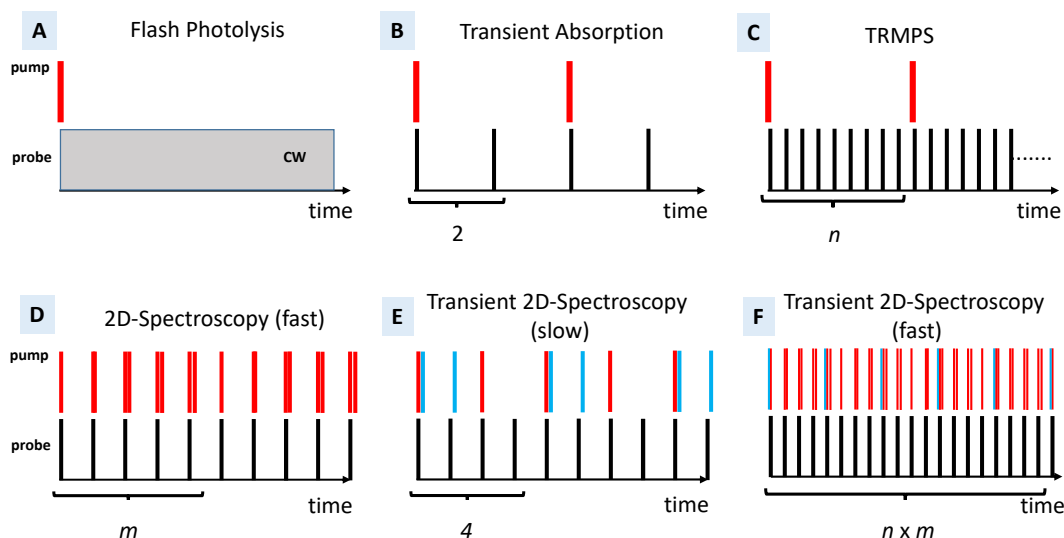 A
Flash Photolysis
pump
probe
CW
time
B
Transient Absorption
time
2
C
TRMPS
.......
time
n
D
2D-Spectroscopy (fast)
pump
probe
time
m
E
Transient 2D-Spectroscopy
(slow)
time
4
F
Transient 2D-Spectroscopy
(fast)
time
n x m